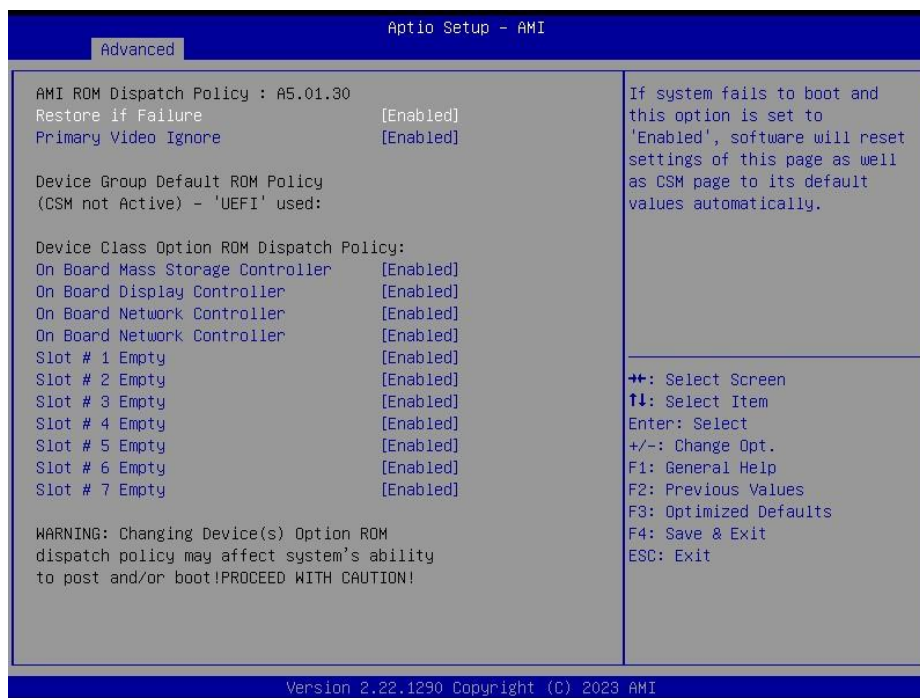 Aptio Setup – AMI
Advanced
AMI ROM Dispatch Policy : A5.01.30
Restore if Failure [Enabled]
Primary Video Ignore [Enabled]
Device Group Default ROM Policy
(CSM not Active) – 'UEFI' used:
Device Class Option ROM Dispatch Policy:
On Board Mass Storage Controller [Enabled]
On Board Display Controller [Enabled]
On Board Network Controller [Enabled]
On Board Network Controller [Enabled]
Slot # 1 Empty [Enabled]
Slot # 2 Empty [Enabled]
Slot # 3 Empty [Enabled]
Slot # 4 Empty [Enabled]
Slot # 5 Empty [Enabled]
Slot # 6 Empty [Enabled]
Slot # 7 Empty [Enabled]
WARNING: Changing Device(s) Option ROM
dispatch policy may affect system's ability
to post and/or boot!PROCEED WITH CAUTION!
If system fails to boot and
this option is set to
'Enabled', software will reset
settings of this page as well
as CSM page to its default
values automatically.
→←: Select Screen
↑↓: Select Item
Enter: Select
+/-: Change Opt.
F1: General Help
F2: Previous Values
F3: Optimized Defaults
F4: Save & Exit
ESC: Exit
Version 2.22.1290 Copyright (C) 2023 AMI